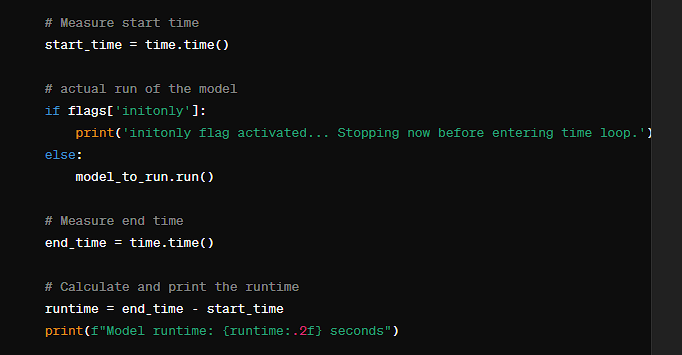 # Measure start time
start_time = time.time()
# actual run of the model
if flags['initonly']:
    print('initonly flag activated... Stopping now before entering time loop.')
else:
    model_to_run.run()
# Measure end time
end_time = time.time()
# Calculate and print the runtime
runtime = end_time - start_time
print(f"Model runtime: {runtime:.2f} seconds")